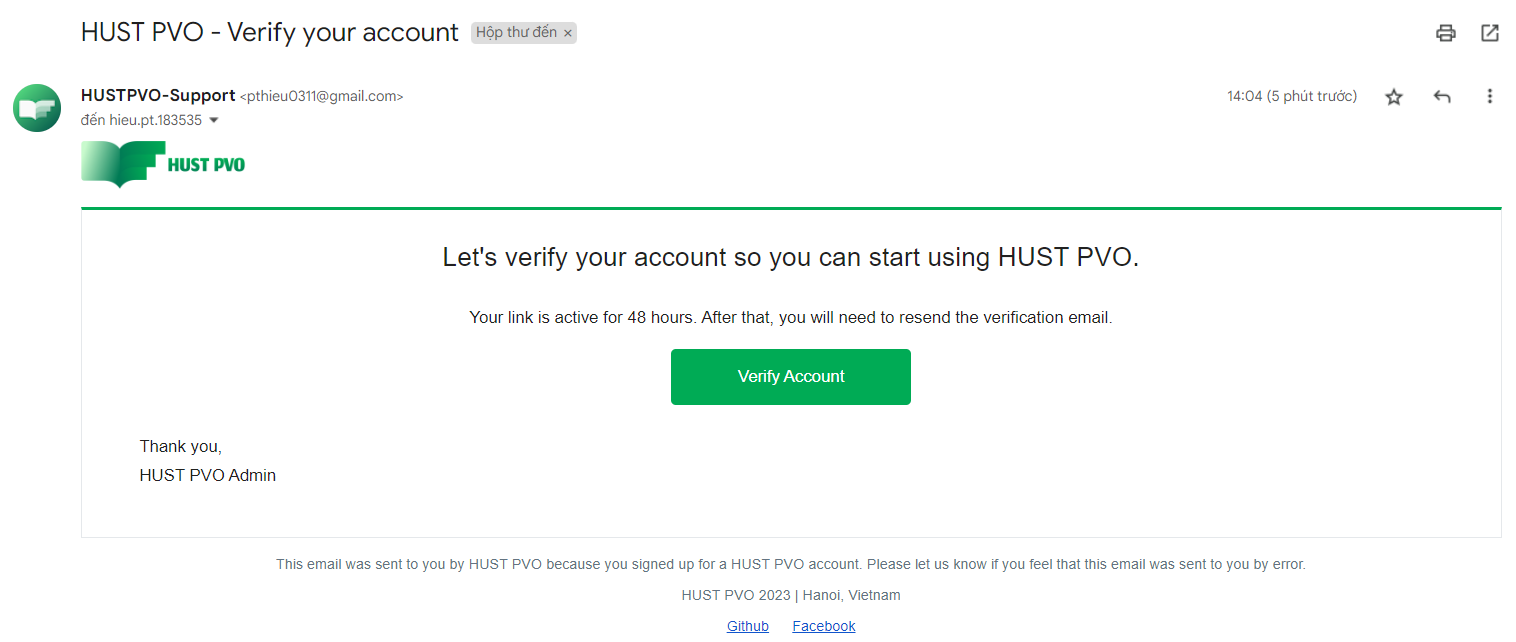 HUST PVO - Verify your account Hộp thư đến ×
HUSTPVO-Support <pthieu0311@gmail.com> 14:04 (5 phút trước)
đến hieu.pt.183535
HUST PVO
Let's verify your account so you can start using HUST PVO.
Your link is active for 48 hours. After that, you will need to resend the verification email.
Verify Account
Thank you,
HUST PVO Admin
This email was sent to you by HUST PVO because you signed up for a HUST PVO account. Please let us know if you feel that this email was sent to you by error.
HUST PVO 2023 | Hanoi, Vietnam
Github Facebook